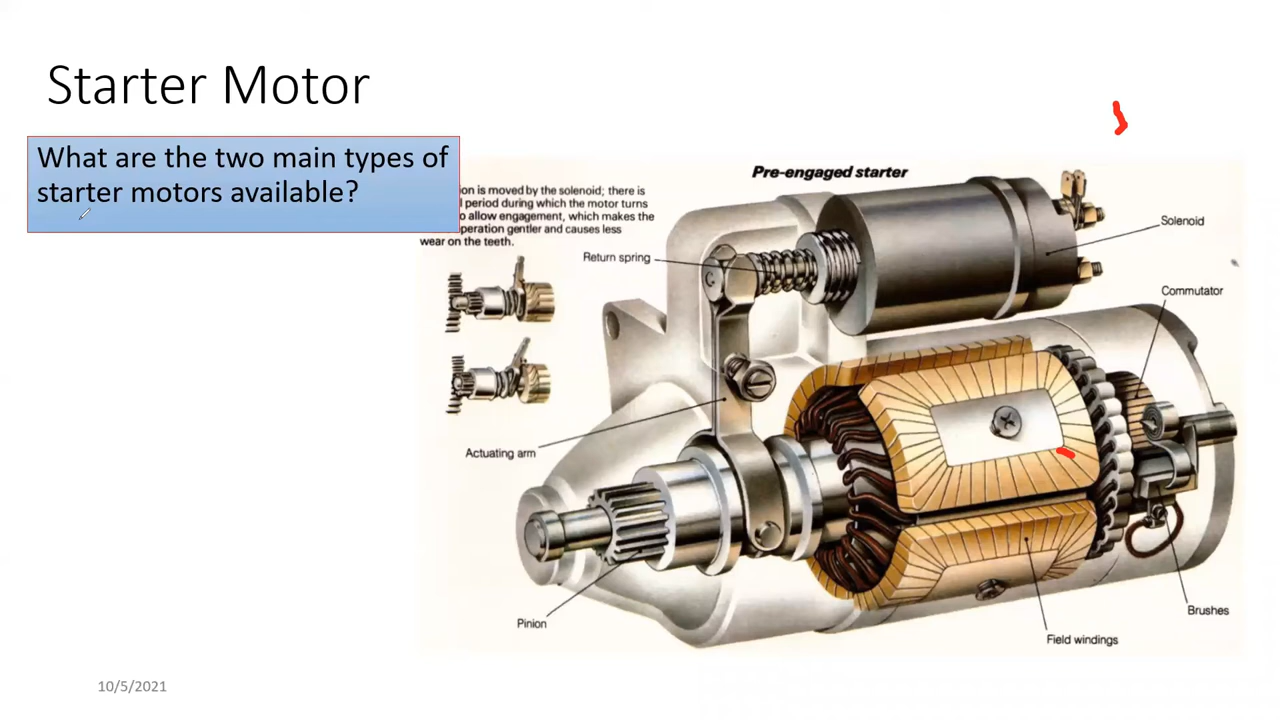 Starter Motor
What are the two main types of
starter motors available?
Pre-engaged starter
ion is moved by the solenoid; there is
period during which the motor turns
o allow engagement, which makes the
peration gentler and causes less
wear on the teeth.
Return spring
Solenoid
Commutator
Actuating arm
Pinion
Brushes
Field windings
10/5/2021